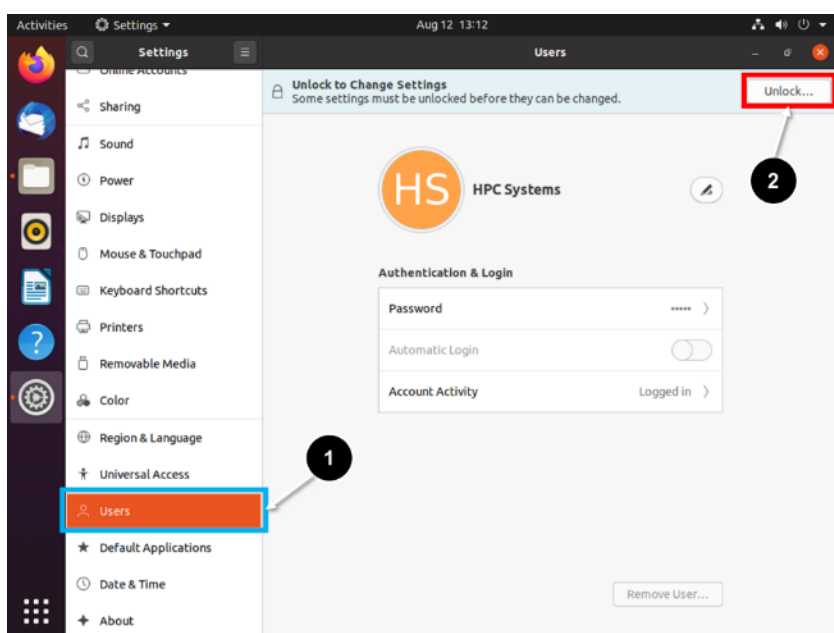 Activities
Settings
Aug 12 13:12
Settings
Users
Online Accounts
Sharing
Sound
Power
Displays
Mouse & Touchpad
Keyboard Shortcuts
Printers
Removable Media
Color
Region & Language
Universal Access
Users
Default Applications
Date & Time
About
Unlock to Change Settings
Some settings must be unlocked before they can be changed.
Unlock...
2
HS
HPC Systems
Authentication & Login
Password •••••
Automatic Login
Account Activity Logged in
1
Remove User...